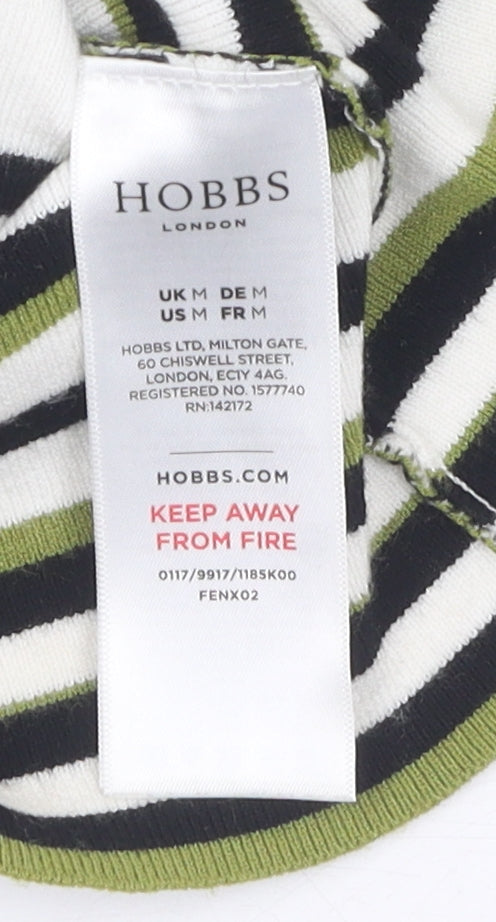 HOBBS
LONDON
UK M DE M
US M FR M
HOBBS LTD, MILTON GATE,
60 CHISWELL STREET,
LONDON, EC1Y 4AG.
REGISTERED NO. 1577740
RN:142172
HOBBS.COM
KEEP AWAY
FROM FIRE
0117/9917/1185K00
FENX02